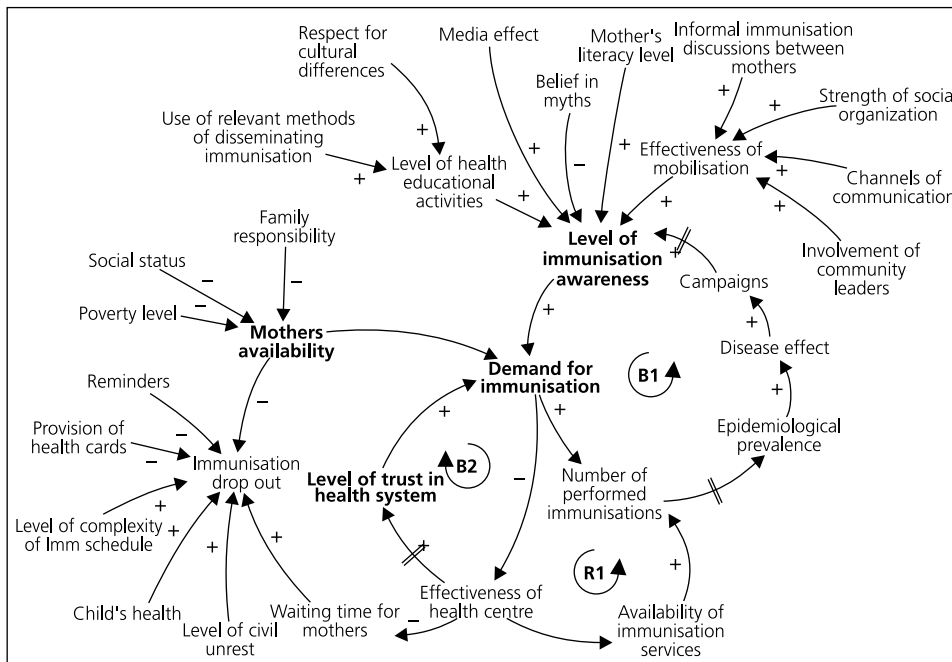 Respect for
cultural
differences
Media effect
Mother's
literacy level
Informal immunisation
discussions between
mothers
Belief in
myths
Strength of social
organization
Use of relevant methods
of disseminating
immunisation
Level of health
educational
activities
Effectiveness of
mobilisation
Channels of
communication
Involvement of
community
leaders
Family
responsibility
Social status
Poverty level
Mothers
availability
Level of
immunisation
awareness
Campaigns
Disease effect
Demand for
immunisation
B1
Reminders
Provision of
health cards
Immunisation
drop out
Level of trust in
health system
B2
Epidemiological
prevalence
Number of
performed
immunisations
Level of complexity
of Imm schedule
Child's health
Level of civil
unrest
Waiting time for
mothers
Effectiveness of
health centre
R1
Availability of
immunisation
services
+
+
+
+
+
−
+
+
+
+
+
+
+
−
−
−
+
+
+
+
−
−
−
+
+
+
+
+
+
−
+
−
+